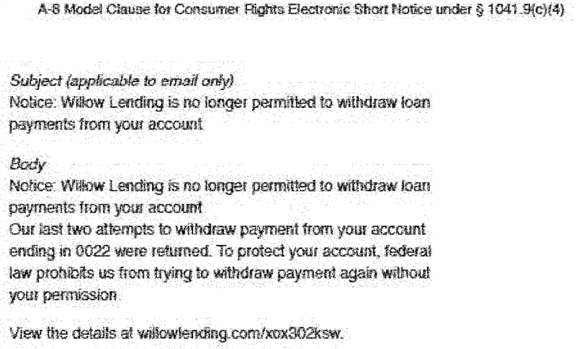 A-8 Model Clause for Consumer Rights Electronic Short Notice under § 1041.9(c)(4)
Subject (applicable to email only)
Notice: Willow Lending is no longer permitted to withdraw loan
payments from your account
Body
Notice: Willow Lending is no longer permitted to withdraw loan
payments from your account
Our last two attempts to withdraw payment from your account
ending in 0022 were returned. To protect your account, federal
law prohibits us from trying to withdraw payment again without
your permission.
View the details at willowlending.com/xox302ksw.